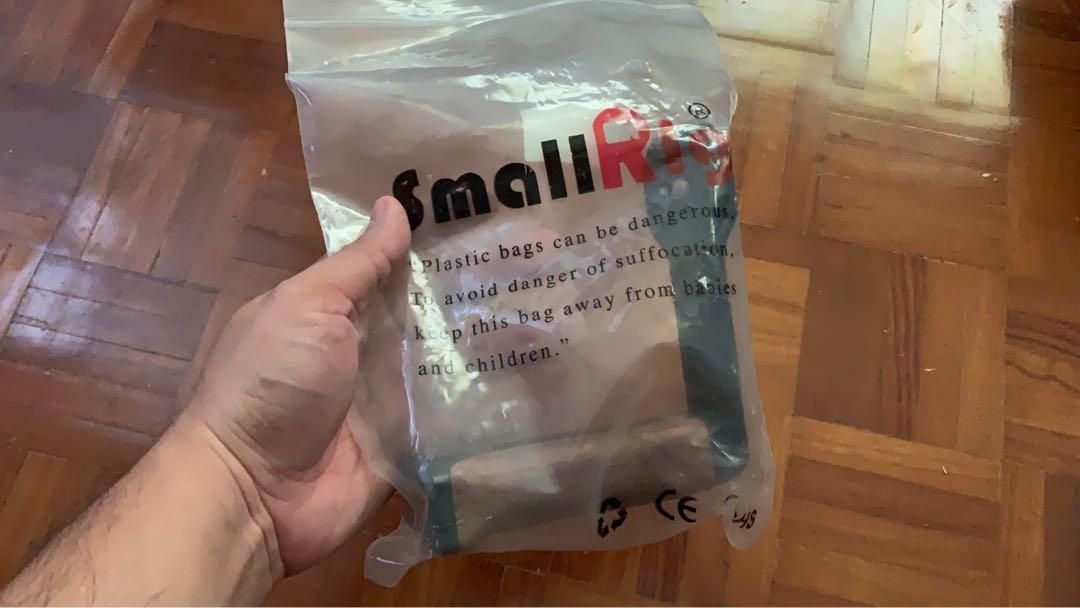 SmallRig®
"Plastic bags can be dangerous,
To avoid danger of suffocation,
keep this bag away from babies
and children."
CE